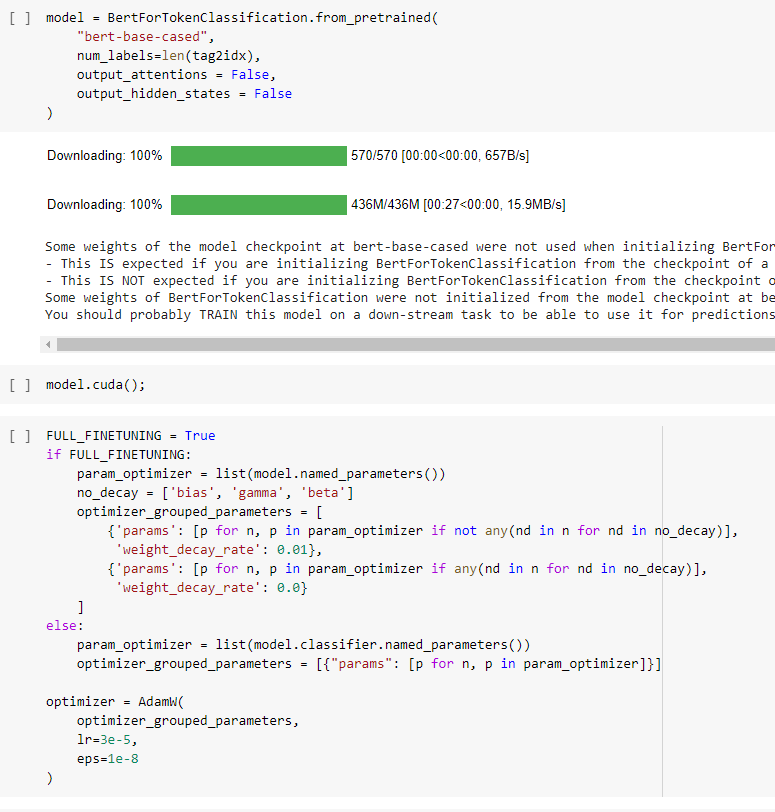 [ ] model = BertForTokenClassification.from_pretrained(
    "bert-base-cased",
    num_labels=len(tag2idx),
    output_attentions = False,
    output_hidden_states = False
)
Downloading: 100% 570/570 [00:00<00:00, 657B/s]
Downloading: 100% 436M/436M [00:27<00:00, 15.9MB/s]
Some weights of the model checkpoint at bert-base-cased were not used when initializing BertFor
- This IS expected if you are initializing BertForTokenClassification from the checkpoint of a
- This IS NOT expected if you are initializing BertForTokenClassification from the checkpoint o
Some weights of BertForTokenClassification were not initialized from the model checkpoint at be
You should probably TRAIN this model on a down-stream task to be able to use it for predictions
[ ] model.cuda();
[ ] FULL_FINETUNING = True
if FULL_FINETUNING:
    param_optimizer = list(model.named_parameters())
    no_decay = ['bias', 'gamma', 'beta']
    optimizer_grouped_parameters = [
        {'params': [p for n, p in param_optimizer if not any(nd in n for nd in no_decay)],
         'weight_decay_rate': 0.01},
        {'params': [p for n, p in param_optimizer if any(nd in n for nd in no_decay)],
         'weight_decay_rate': 0.0}
    ]
else:
    param_optimizer = list(model.classifier.named_parameters())
    optimizer_grouped_parameters = [{"params": [p for n, p in param_optimizer]}]
optimizer = AdamW(
    optimizer_grouped_parameters,
    lr=3e-5,
    eps=1e-8
)